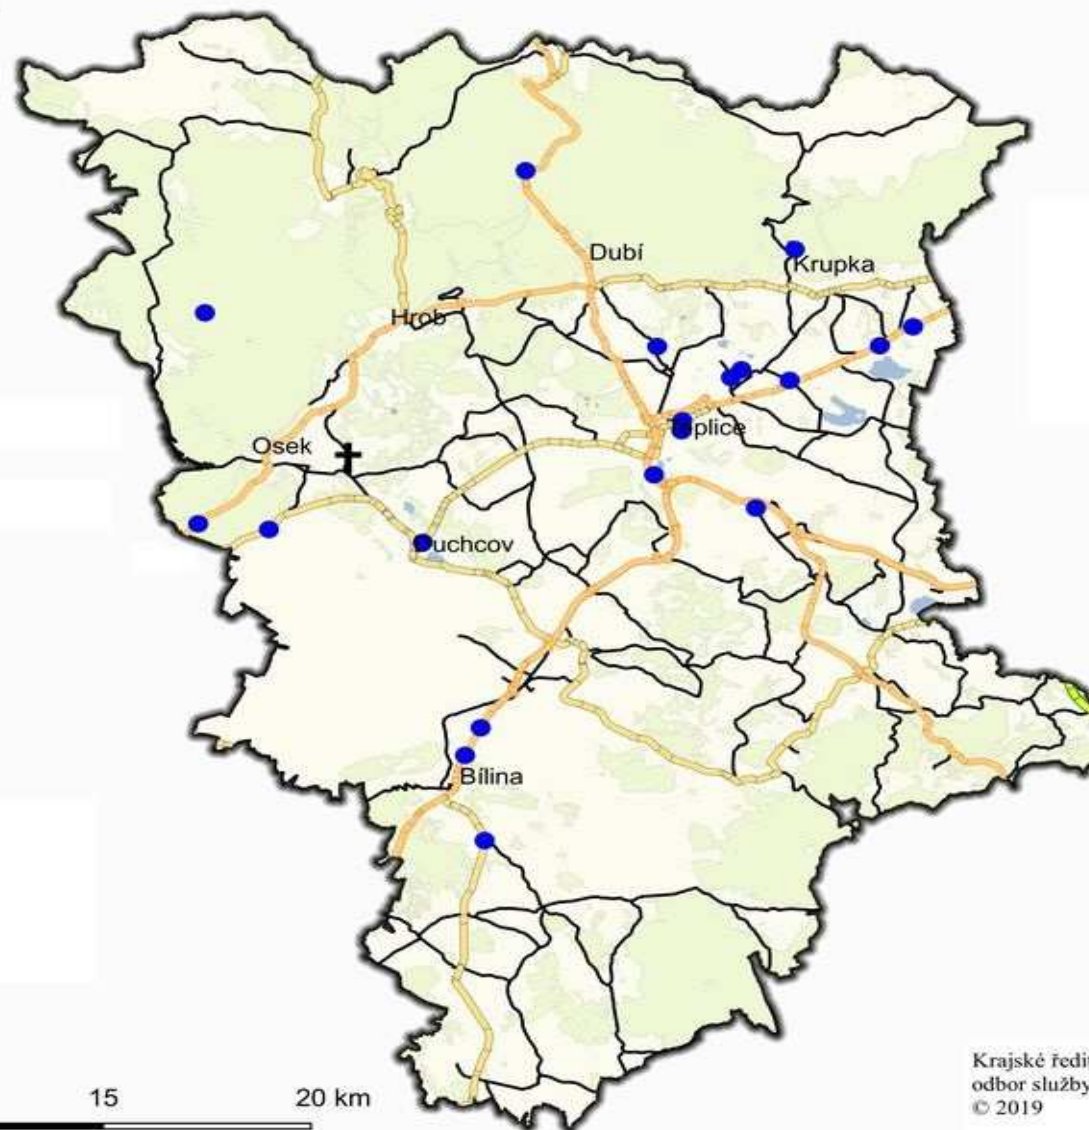 Dubí
Krupka
Hrob
Teplice
Osek
Duchcov
Bílina
15 20 km
Krajské ředi
odbor služby
© 2019